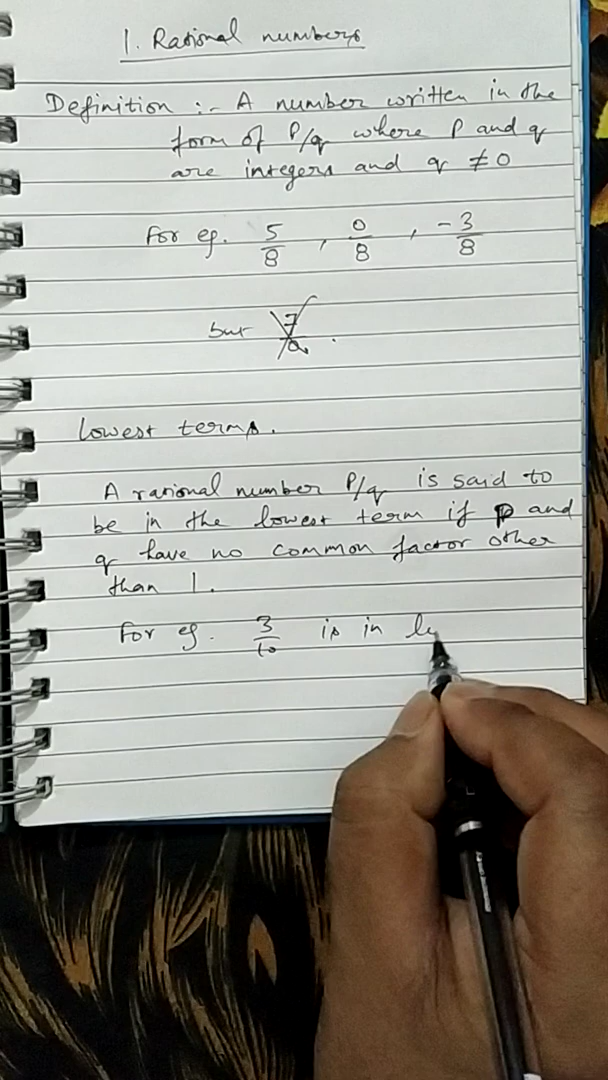 1. Rational numbers
Definition :- A number written in the
form of P/q where P and q
are integers and q ≠ 0
For eg. 5/8 , 0/8 , -3/8
but 7/0.
lowest terms.
A rational number P/q is said to
be in the lowest term if p and
q have no common factor other
than 1.
for eg. 3/10 is in